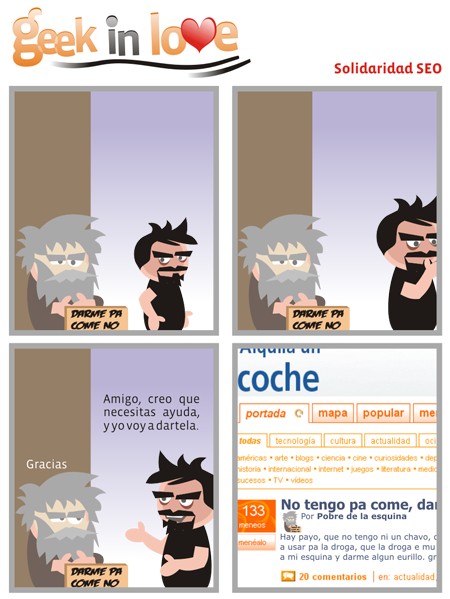 geek in love
Solidaridad SEO
DARME PA
COME NO
DARME PA
COME NO
Amigo, creo que
necesitas ayuda,
y yo voy a dartela.
Gracias
DARME PA
COME NO
Alquila un
coche
portada mapa popular
todas tecnología cultura actualidad
américas • arte • blogs • ciencia • cine • curiosidades
historia • internacional • internet • juegos • literatura
sucesos • TV • vídeos
133
meneos
menéalo
No tengo pa come,
Por Pobre de la esquina
Hay payo, que no tengo ni un chavo,
a usar pa la droga, que la droga e
a mi esquina y darme algun eurillo.
20 comentarios | en: actualidad,